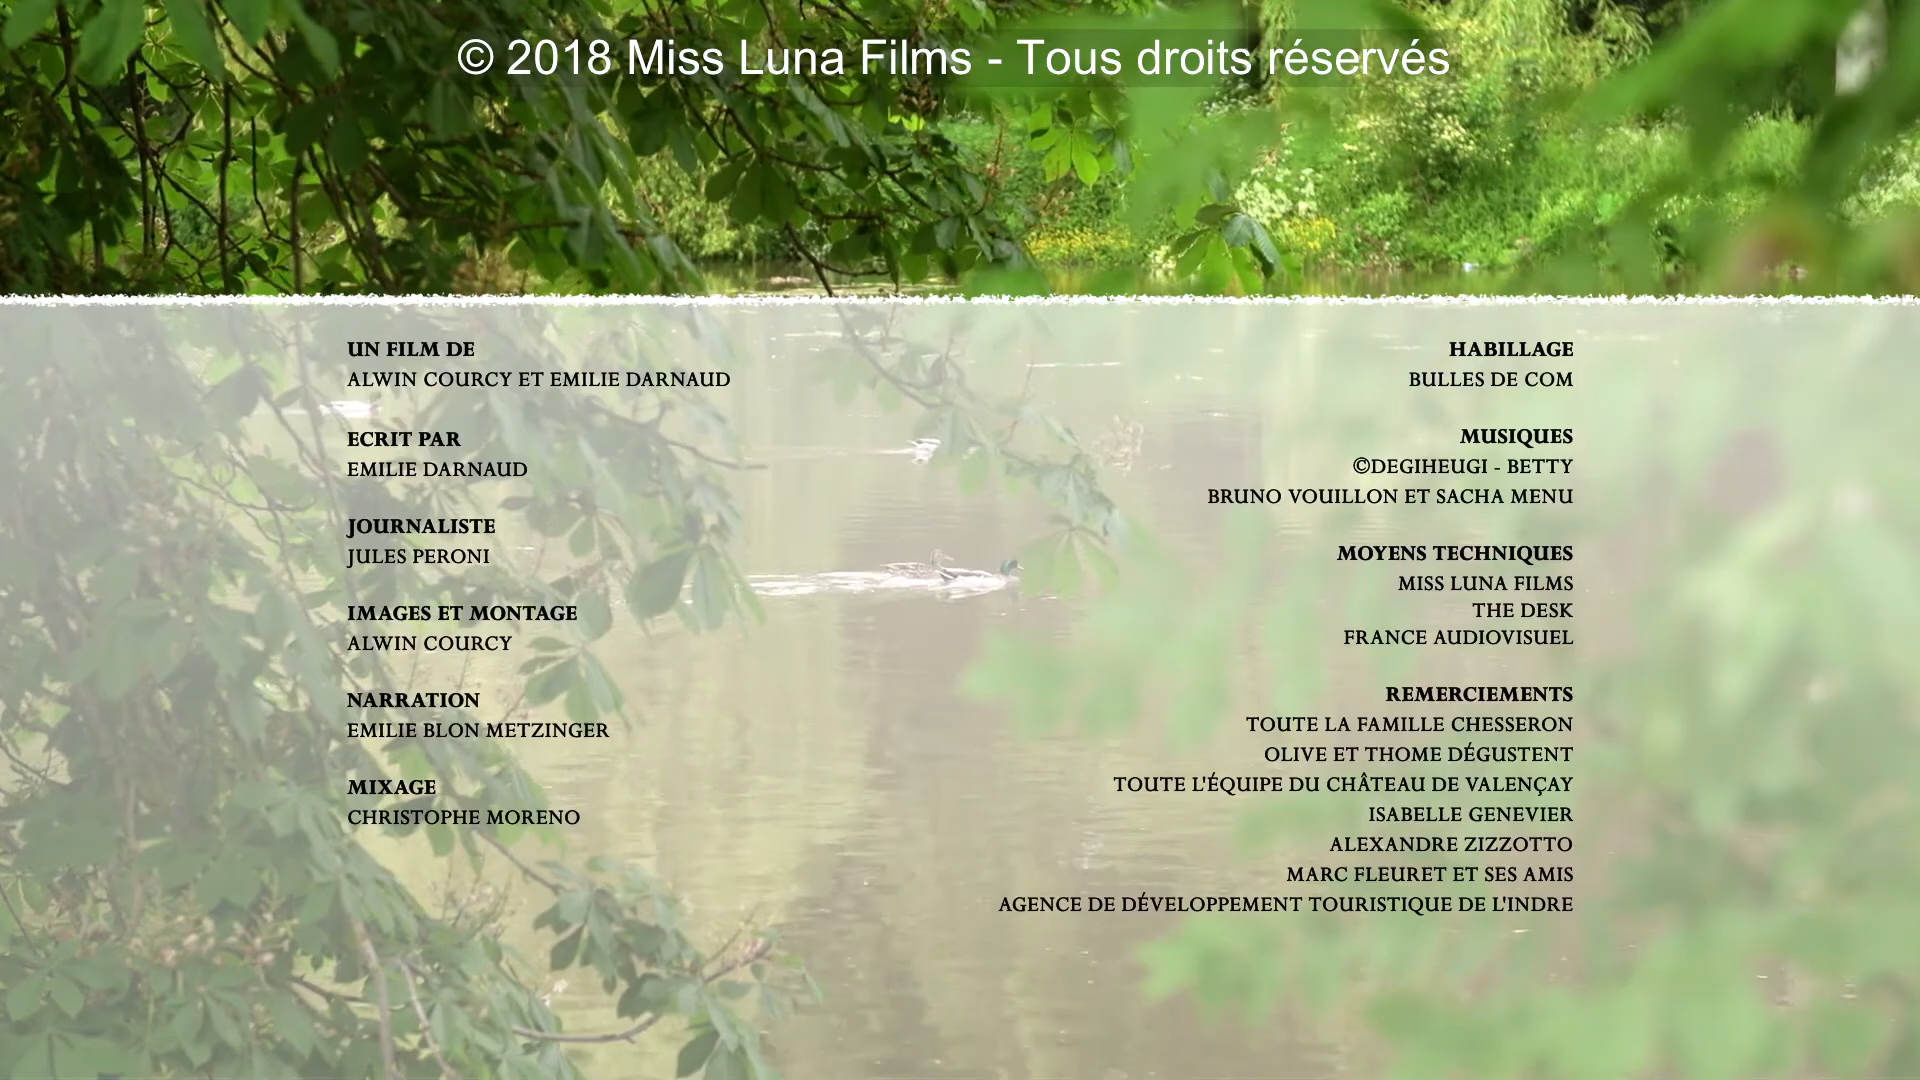 © 2018 Miss Luna Films - Tous droits réservés
UN FILM DE
ALWIN COURCY ET EMILIE DARNAUD
ECRIT PAR
EMILIE DARNAUD
JOURNALISTE
JULES PERONI
IMAGES ET MONTAGE
ALWIN COURCY
NARRATION
EMILIE BLON METZINGER
MIXAGE
CHRISTOPHE MORENO
HABILLAGE
BULLES DE COM
MUSIQUES
©DEGIHEUGI - BETTY
BRUNO VOUILLON ET SACHA MENU
MOYENS TECHNIQUES
MISS LUNA FILMS
THE DESK
FRANCE AUDIOVISUEL
REMERCIEMENTS
TOUTE LA FAMILLE CHESSERON
OLIVE ET THOME DÉGUSTENT
TOUTE L'ÉQUIPE DU CHÂTEAU DE VALENÇAY
ISABELLE GENEVIER
ALEXANDRE ZIZZOTTO
MARC FLEURET ET SES AMIS
AGENCE DE DÉVELOPPEMENT TOURISTIQUE DE L'INDRE